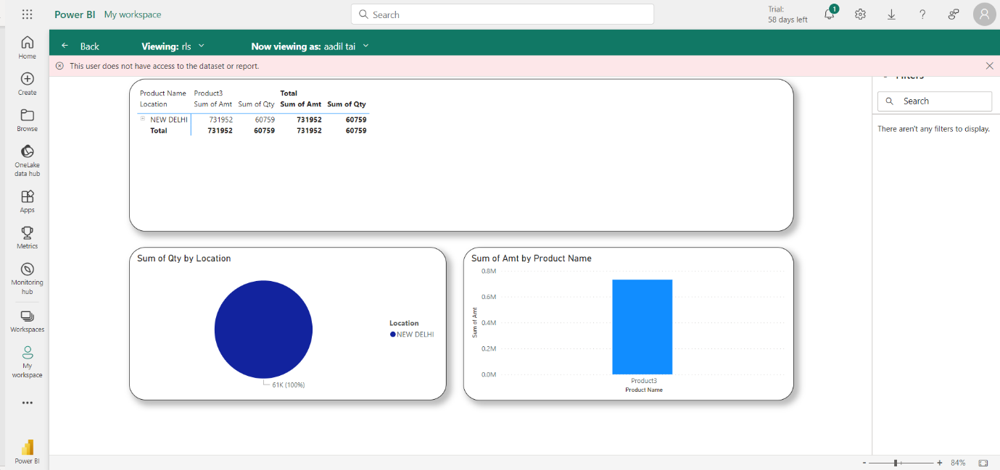 Power BI My workspace
Search
Trial:
58 days left
1
Home
Create
Browse
OneLake
data hub
Apps
Metrics
Monitoring
hub
Workspaces
My
workspace
Power BI
Back
Viewing: rls
Now viewing as: aadil tai
This user does not have access to the dataset or report.
Product Name Product3 Total
Location Sum of Amt Sum of Qty Sum of Amt Sum of Qty
NEW DELHI 731952 60759 731952 60759
Total 731952 60759 731952 60759
Sum of Qty by Location
Location
NEW DELHI
61K (100%)
Sum of Amt by Product Name
0.8M
0.6M
0.4M
0.2M
0.0M
Sum of Amt
Product3
Product Name
Filters
Search
There aren't any filters to display.
- + 84%